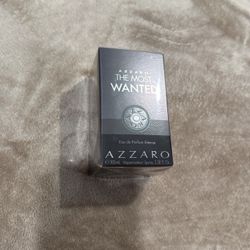 AZZARO
THE MOST
WANTED
Eau de Parfum Intense
AZZARO